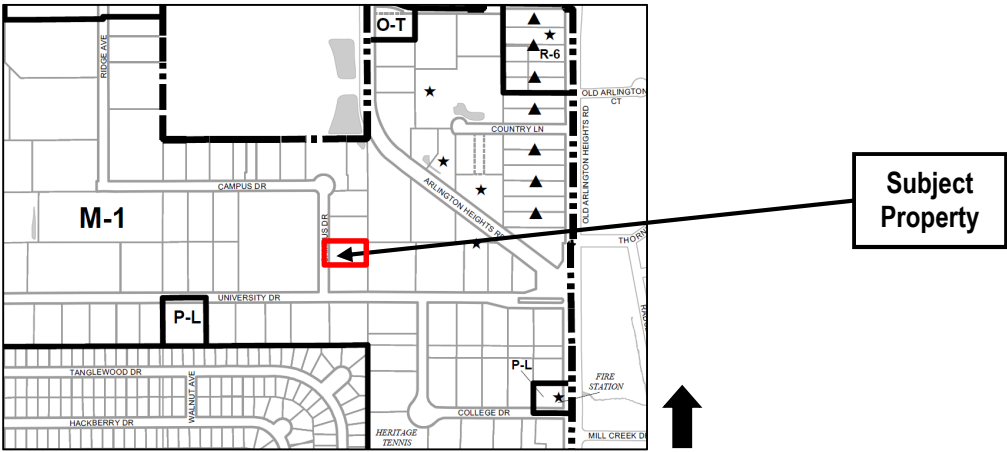 O-T
RIDGE AVE
R-6
OLD ARLINGTON
CT
COUNTRY LN
OLD ARLINGTON HEIGHTS RD
CAMPUS DR
ARLINGTON HEIGHTS RD
Subject
Property
M-1
US DR
THORN
UNIVERSITY DR
P-L
P-L
TANGLEWOOD DR
WALNUT AVE
FIRE
STATION
HACKBERRY DR
COLLEGE DR
HERITAGE
TENNIS
MILL CREEK D